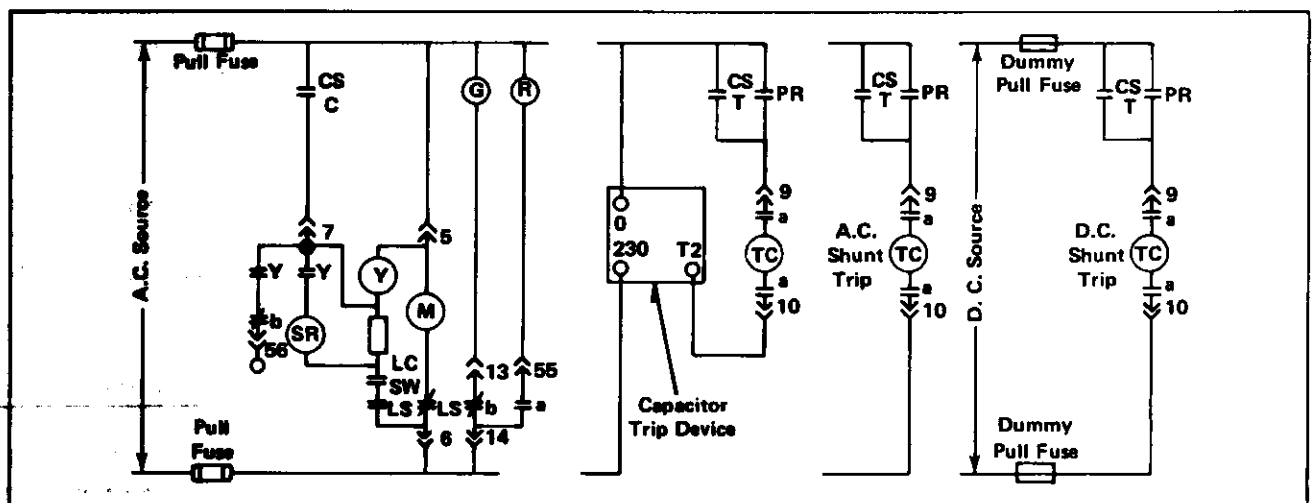 Pull Fuse
A.C. Source
CS
C
G
R
7
5
Y
Y
Y
b
56
SR
M
LC
SW
LS
LS
b
a
13
55
6
14
Pull
Fuse
CS
T
PR
0
230
T2
9
a
TC
a
10
Capacitor
Trip Device
CS
T
PR
9
a
A.C.
Shunt
Trip
TC
a
10
D. C. Source
Dummy
Pull Fuse
CS
T
PR
9
a
D.C.
Shunt
Trip
TC
a
10
Dummy
Pull Fuse